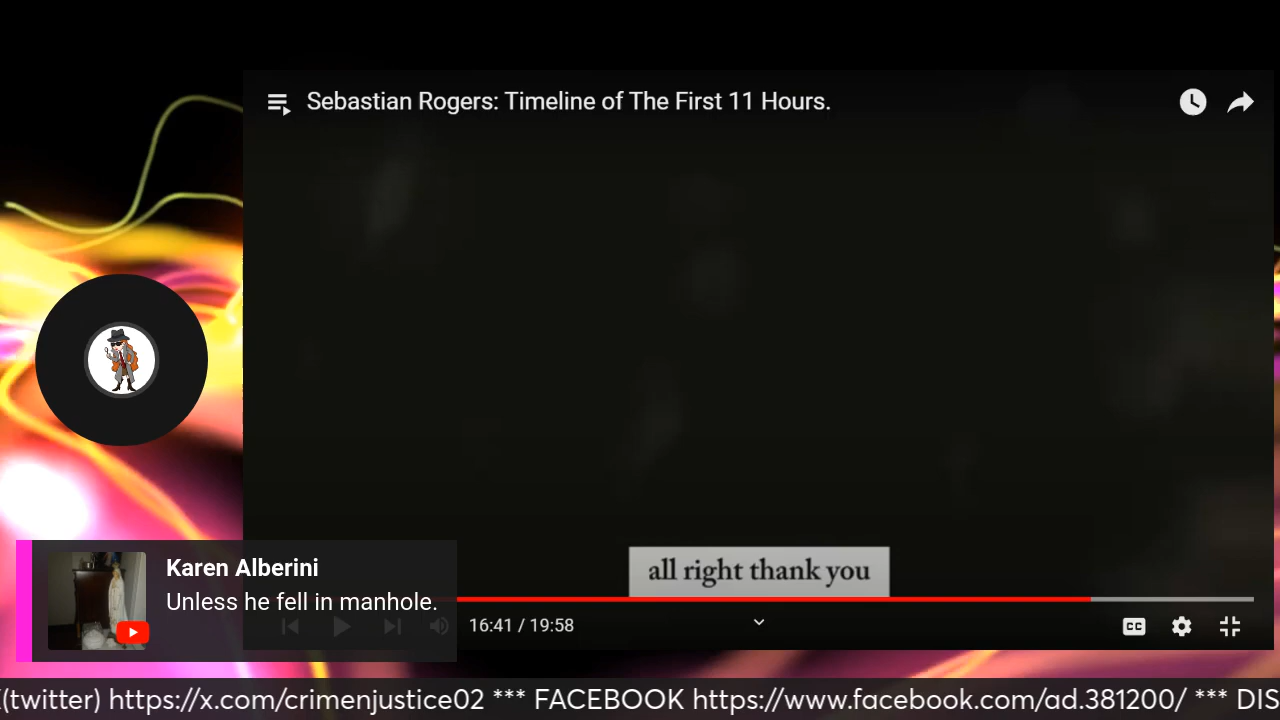 Sebastian Rogers: Timeline of The First 11 Hours.
all right thank you
Karen Alberini
Unless he fell in manhole.
16:41 / 19:58
CC
(twitter) https://x.com/crimenjustice02 *** FACEBOOK https://www.facebook.com/ad.381200/ *** DIS